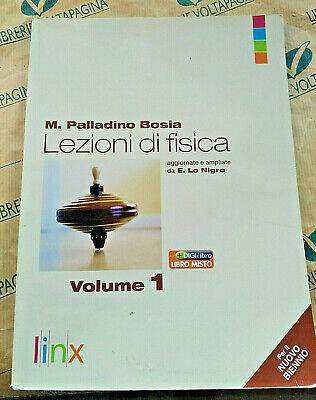 LIBRERIE
VOLTAPAGINA
M. Palladino Bosia
Lezioni di fisica
aggiornate e ampliate
da E. Lo Nigro
+DIGIlibro
LIBRO MISTO
Volume 1
linx
Per il
NUOVO
BIENNIO